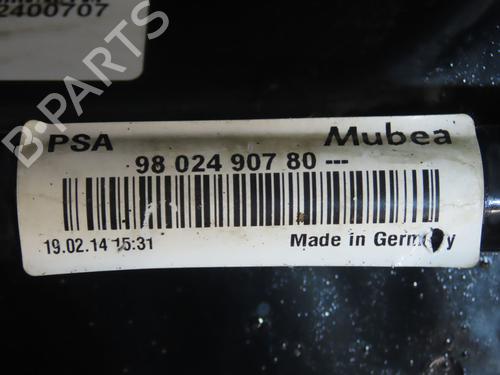 2400707
B-PARTS
PSA Mubea
98 024 907 80 ---
19.02.14 15:31 Made in Germany